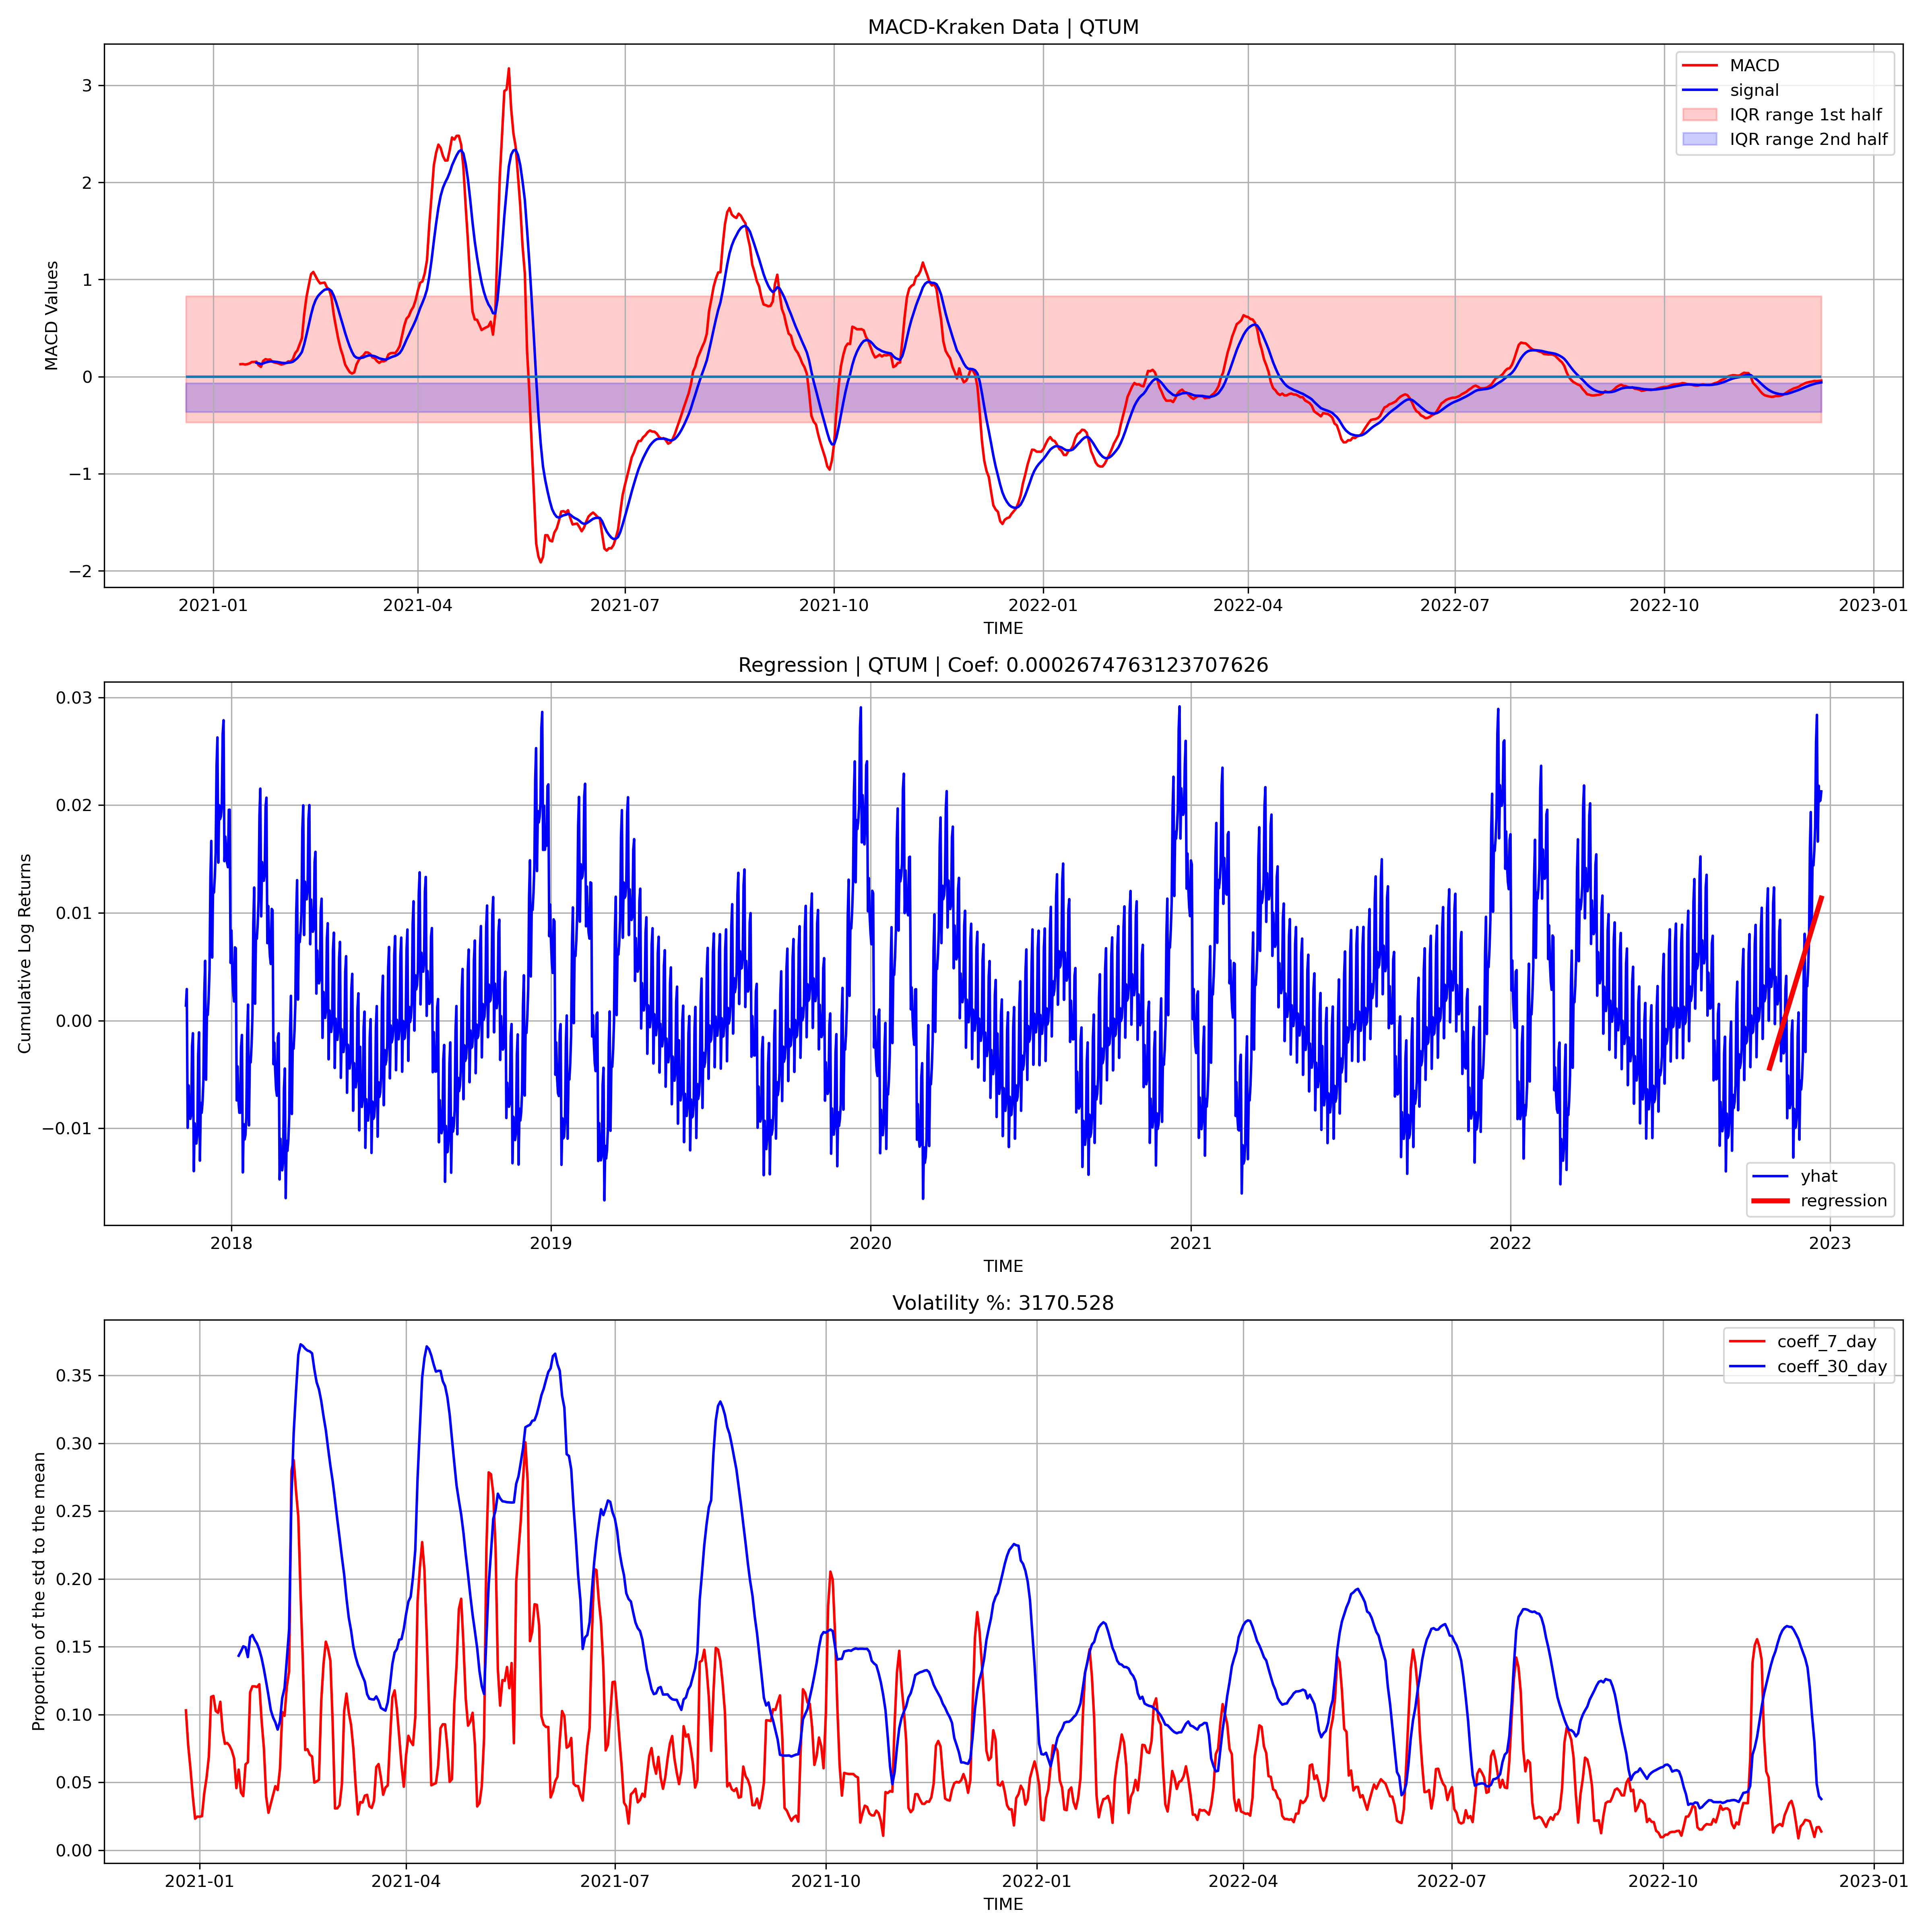 MACD-Kraken Data | QTUM
MACD Values
3
2
1
0
−1
−2
MACD
signal
IQR range 1st half
IQR range 2nd half
2021-01 2021-04 2021-07 2021-10 2022-01 2022-04 2022-07 2022-10 2023-01
TIME
Regression | QTUM | Coef: 0.0002674763123707626
Cumulative Log Returns
0.03
0.02
0.01
0.00
−0.01
yhat
regression
2018 2019 2020 2021 2022 2023
TIME
Volatility %: 3170.528
Proportion of the std to the mean
0.35
0.30
0.25
0.20
0.15
0.10
0.05
0.00
coeff_7_day
coeff_30_day
2021-01 2021-04 2021-07 2021-10 2022-01 2022-04 2022-07 2022-10 2023-01
TIME